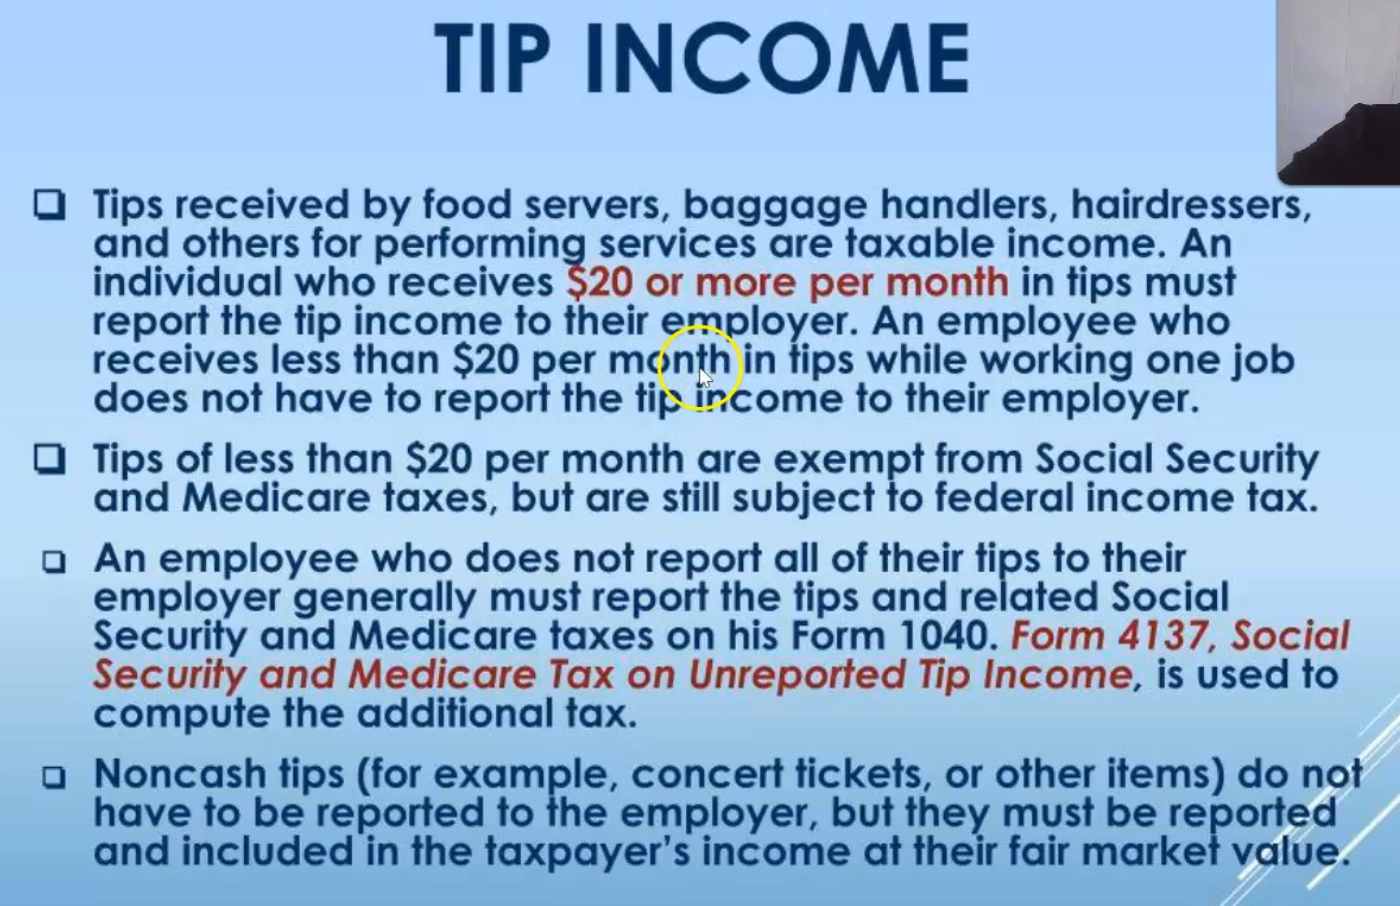 TIP INCOME
Tips received by food servers, baggage handlers, hairdressers,
and others for performing services are taxable income. An
individual who receives $20 or more per month in tips must
report the tip income to their employer. An employee who
receives less than $20 per month in tips while working one job
does not have to report the tip income to their employer.
Tips of less than $20 per month are exempt from Social Security
and Medicare taxes, but are still subject to federal income tax.
An employee who does not report all of their tips to their
employer generally must report the tips and related Social
Security and Medicare taxes on his Form 1040. Form 4137, Social
Security and Medicare Tax on Unreported Tip Income, is used to
compute the additional tax.
Noncash tips (for example, concert tickets, or other items) do not
have to be reported to the employer, but they must be reported
and included in the taxpayer's income at their fair market value.